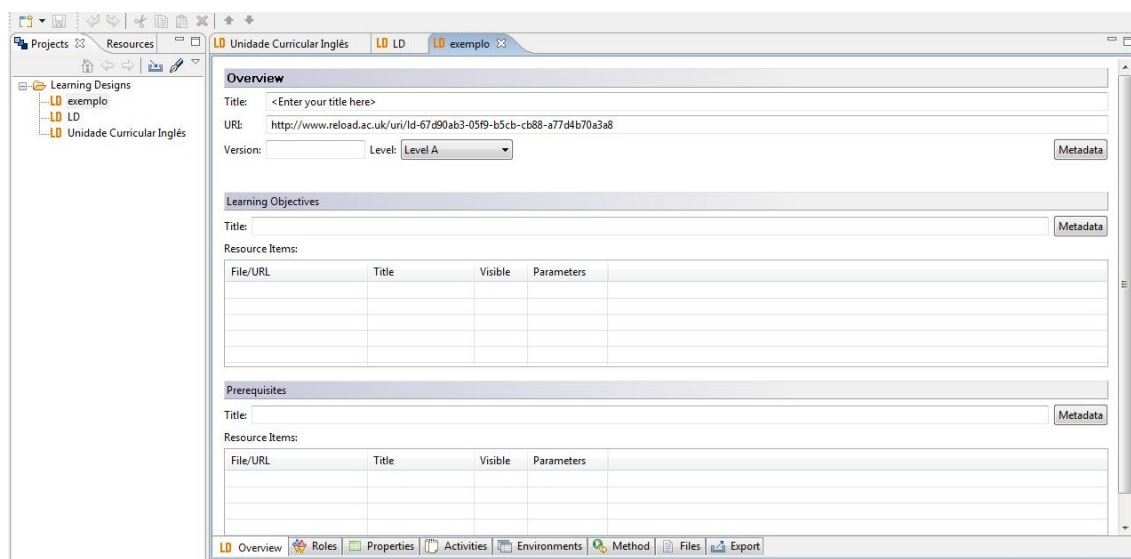 Projects Resources
LD Unidade Curricular Inglés LD LD LD exemplo
Learning Designs
LD exemplo
LD LD
LD Unidade Curricular Inglés
Overview
Title: <Enter your title here>
URI: http://www.reload.ac.uk/uri/ld-67d90ab3-05f9-b5cb-cb88-a77d4b70a3a8
Version: Level: Level A Metadata
Learning Objectives
Title: Metadata
Resource Items:
File/URL Title Visible Parameters
Prerequisites
Title: Metadata
Resource Items:
File/URL Title Visible Parameters
LD Overview Roles Properties Activities Environments Method Files Export